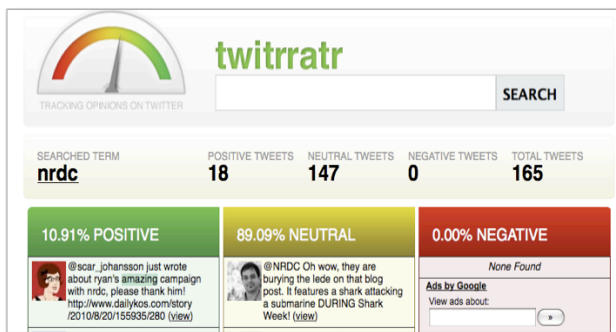 twitrratr
TRACKING OPINIONS ON TWITTER
SEARCH
SEARCHED TERM
nrdc
POSITIVE TWEETS
18
NEUTRAL TWEETS
147
NEGATIVE TWEETS
0
TOTAL TWEETS
165
10.91% POSITIVE
@scar_johansson just wrote
about ryan's amazing campaign
with nrdc, please thank him!
http://www.dailykos.com/story
/2010/8/20/155935/280 (view)
89.09% NEUTRAL
@NRDC Oh wow, they are
burying the lede on that blog
post. It features a shark attacking
a submarine DURING Shark
Week! (view)
0.00% NEGATIVE
None Found
Ads by Google
View ads about:
»